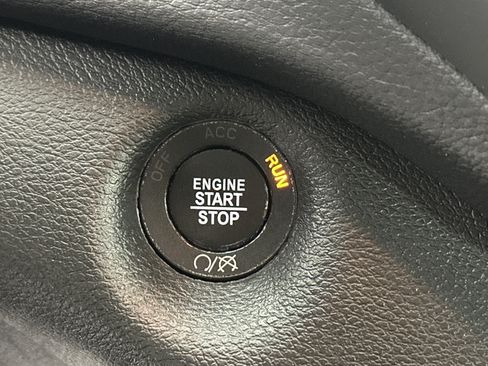 OFF
ACC
RUN
ENGINE
START
STOP